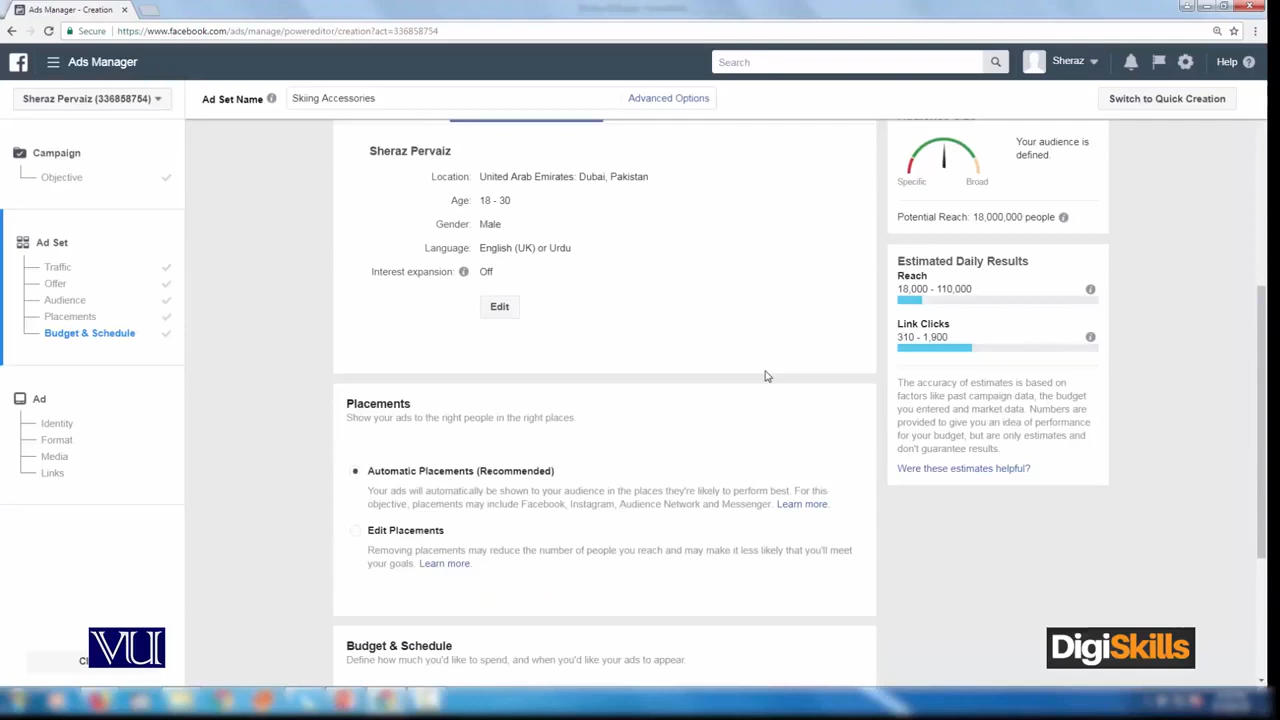 Ads Manager - Creation
Secure
https://www.facebook.com/ads/manage/powereditor/creation?act=336858754
Ads Manager
Search
Sheraz
Help
Sheraz Pervaiz (336858754)
Ad Set Name
Skiing Accessories
Advanced Options
Switch to Quick Creation
Campaign
Objective
Ad Set
Traffic
Offer
Audience
Placements
Budget & Schedule
Ad
Identity
Format
Media
Links
Sheraz Pervaiz
Location: United Arab Emirates: Dubai, Pakistan
Age: 18 - 30
Gender: Male
Language: English (UK) or Urdu
Interest expansion: Off
Edit
Placements
Show your ads to the right people in the right places.
Automatic Placements (Recommended)
Your ads will automatically be shown to your audience in the places they're likely to perform best. For this
objective, placements may include Facebook, Instagram, Audience Network and Messenger. Learn more.
Edit Placements
Removing placements may reduce the number of people you reach and may make it less likely that you'll meet
your goals. Learn more.
Budget & Schedule
Define how much you'd like to spend, and when you'd like your ads to appear.
Your audience is
defined.
Specific
Broad
Potential Reach: 18,000,000 people
Estimated Daily Results
Reach
18,000 - 110,000
Link Clicks
310 - 1,900
The accuracy of estimates is based on
factors like past campaign data, the budget
you entered and market data. Numbers are
provided to give you an idea of performance
for your budget, but are only estimates and
don't guarantee results.
Were these estimates helpful?
VU
DigiSkills